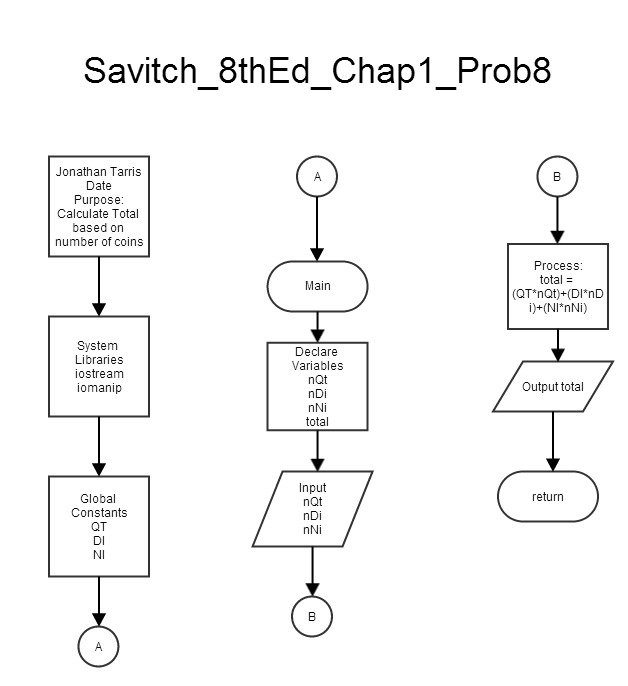 Savitch_8thEd_Chap1_Prob8
Jonathan Tarris
Date
Purpose:
Calculate Total
based on
number of coins
System
Libraries
iostream
iomanip
Global
Constants
QT
DI
NI
A
A
Main
Declare
Variables
nQt
nDi
nNi
total
Input
nQt
nDi
nNi
B
B
Process:
total =
(QT*nQt)+(DI*nD
i)+(NI*nNi)
Output total
return